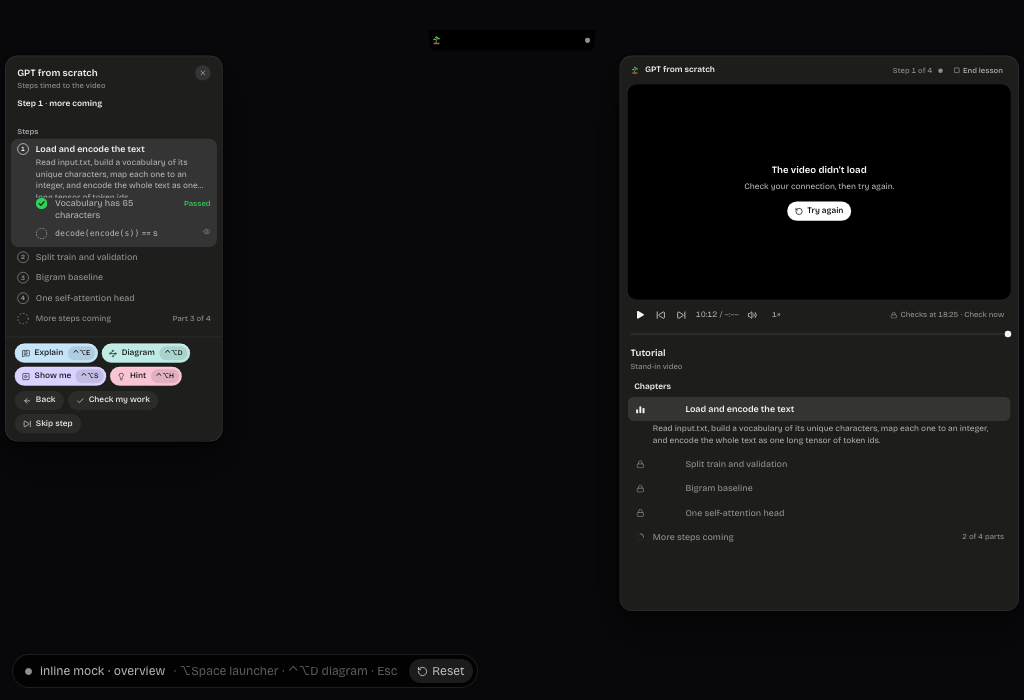 GPT from scratch
Steps timed to the video
Step 1 · more coming
Steps
1 Load and encode the text
Read input.txt, build a vocabulary of its
unique characters, map each one to an
integer, and encode the whole text as one...
long tensor of token ids.
Vocabulary has 65
characters
Passed
decode(encode(s)) == s
2 Split train and validation
3 Bigram baseline
4 One self-attention head
More steps coming Part 3 of 4
Explain ^⌥E Diagram ^⌥D
Show me ^⌥S Hint ^⌥H
Back Check my work
Skip step
GPT from scratch Step 1 of 4 End lesson
The video didn't load
Check your connection, then try again.
Try again
10:12 / -:-- 1× Checks at 18:25 · Check now
Tutorial
Stand-in video
Chapters
Load and encode the text
Read input.txt, build a vocabulary of its unique characters, map each one to an integer,
and encode the whole text as one long tensor of token ids.
Split train and validation
Bigram baseline
One self-attention head
More steps coming 2 of 4 parts
inline mock · overview · ⌥Space launcher · ^⌥D diagram · Esc Reset